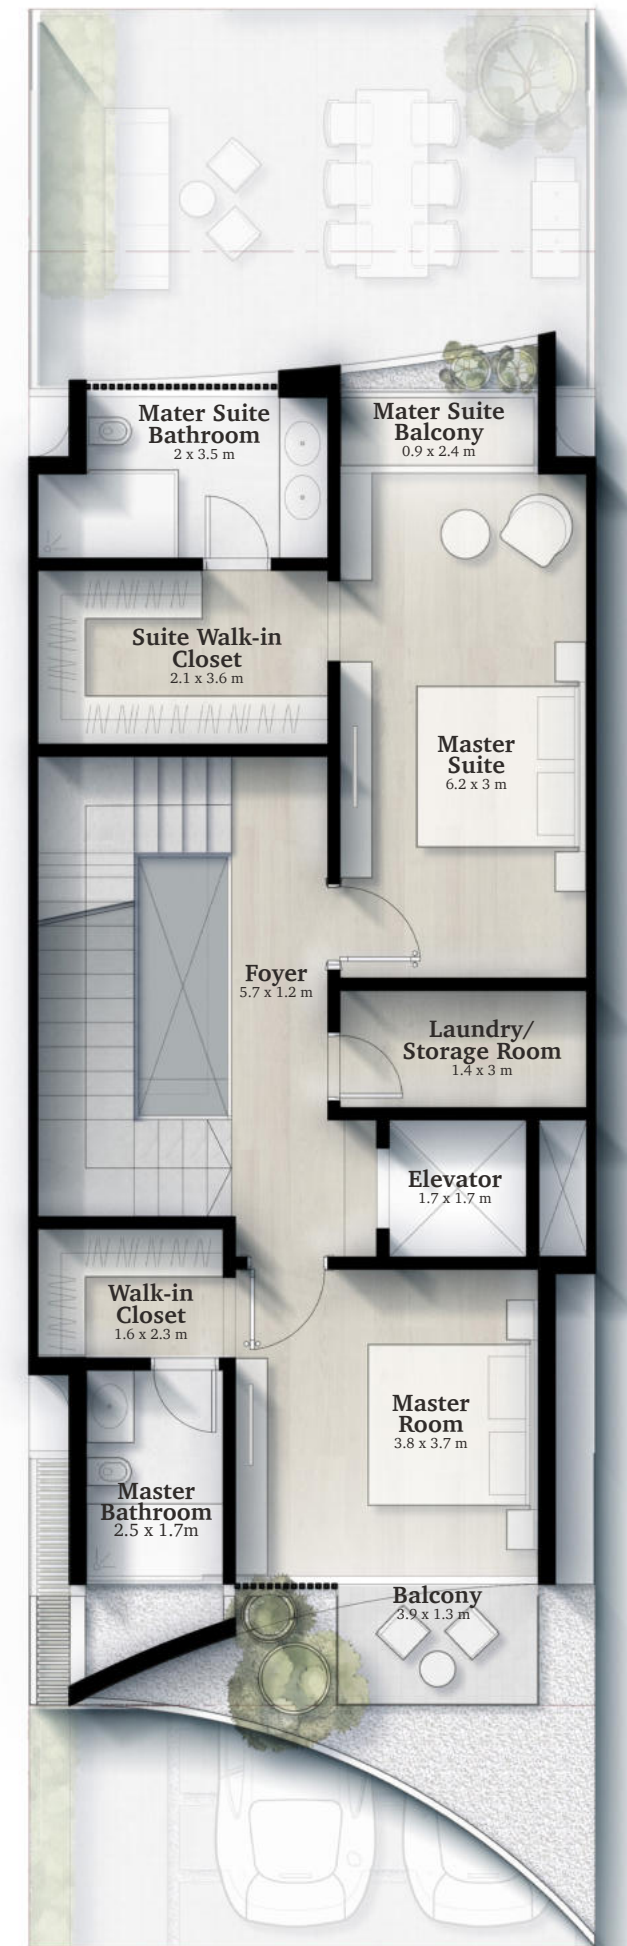 Mater Suite
Bathroom
2 x 3.5 m
Mater Suite
Balcony
0.9 x 2.4 m
Suite Walk-in
Closet
2.1 x 3.6 m
Master
Suite
6.2 x 3 m
Foyer
5.7 x 1.2 m
Laundry/
Storage Room
1.4 x 3 m
Elevator
1.7 x 1.7 m
Walk-in
Closet
1.6 x 2.3 m
Master
Room
3.8 x 3.7 m
Master
Bathroom
2.5 x 1.7m
Balcony
3.9 x 1.3 m